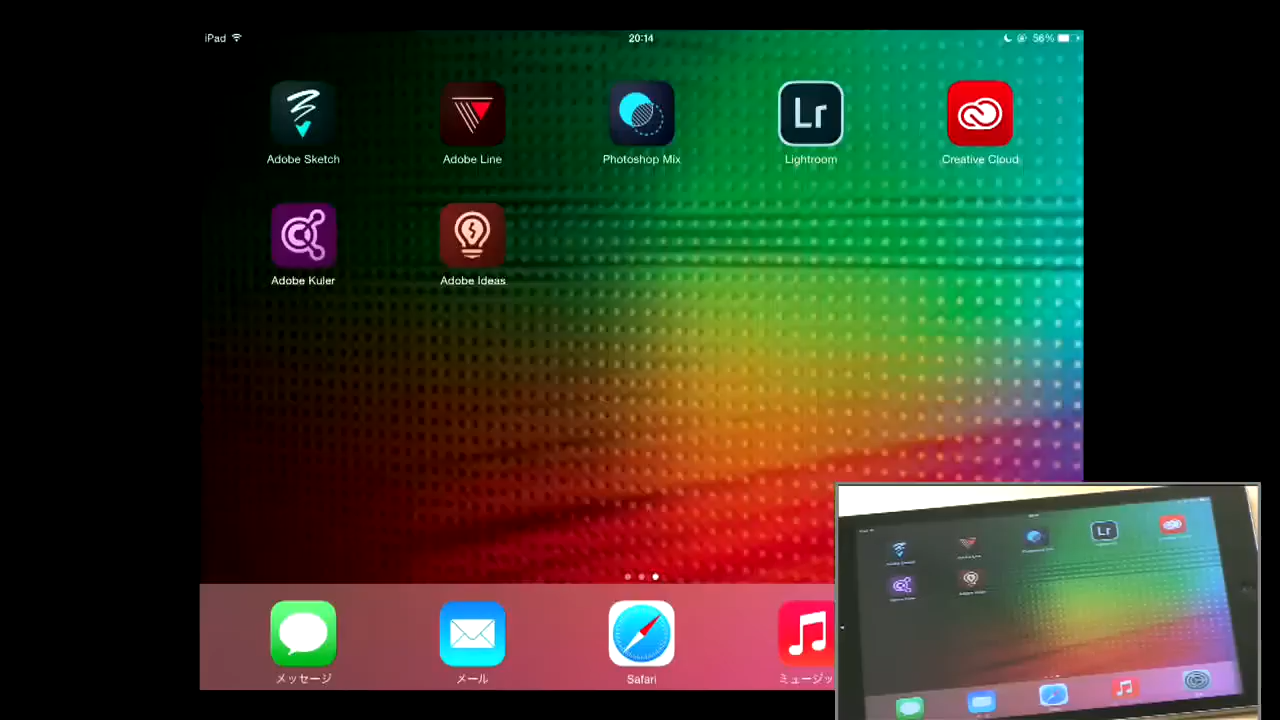 iPad
20:14
56%
Adobe Sketch
Adobe Line
Photoshop Mix
Lr
Lightroom
Creative Cloud
Adobe Kuler
Adobe Ideas
メッセージ
メール
Safari
ミュージッ
Lr